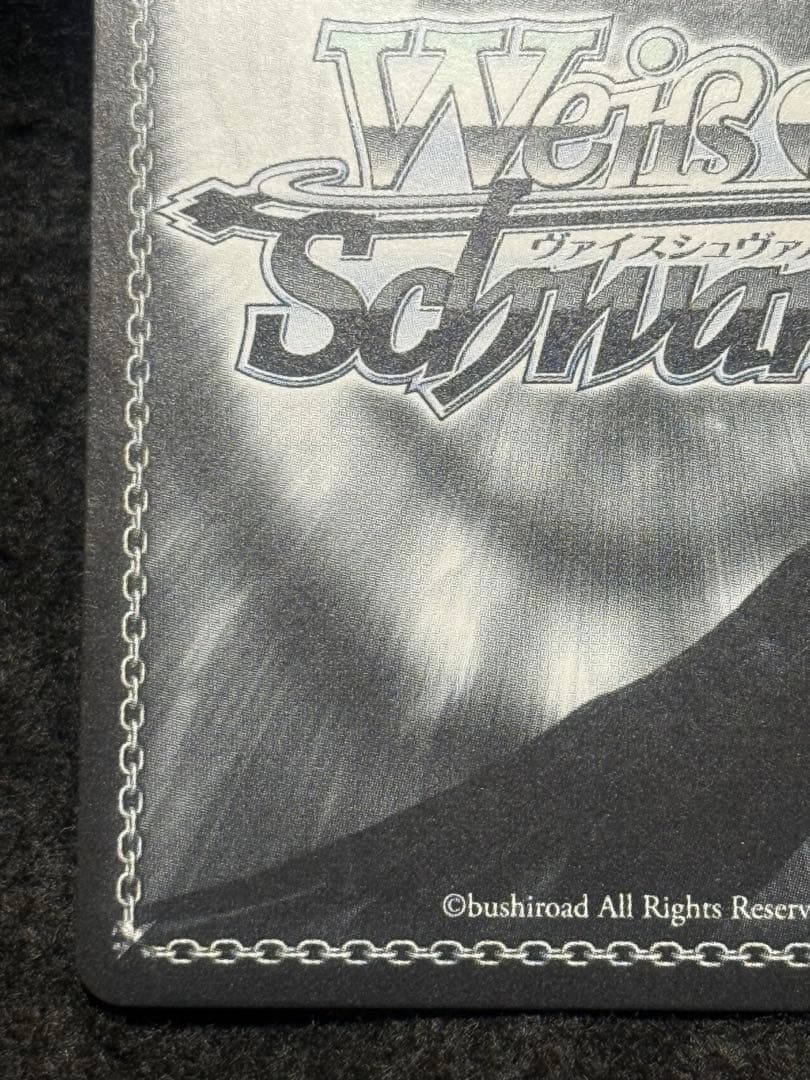 Weiß
ヴァイスシュヴァ
Schwar
©bushiroad All Rights Reserv